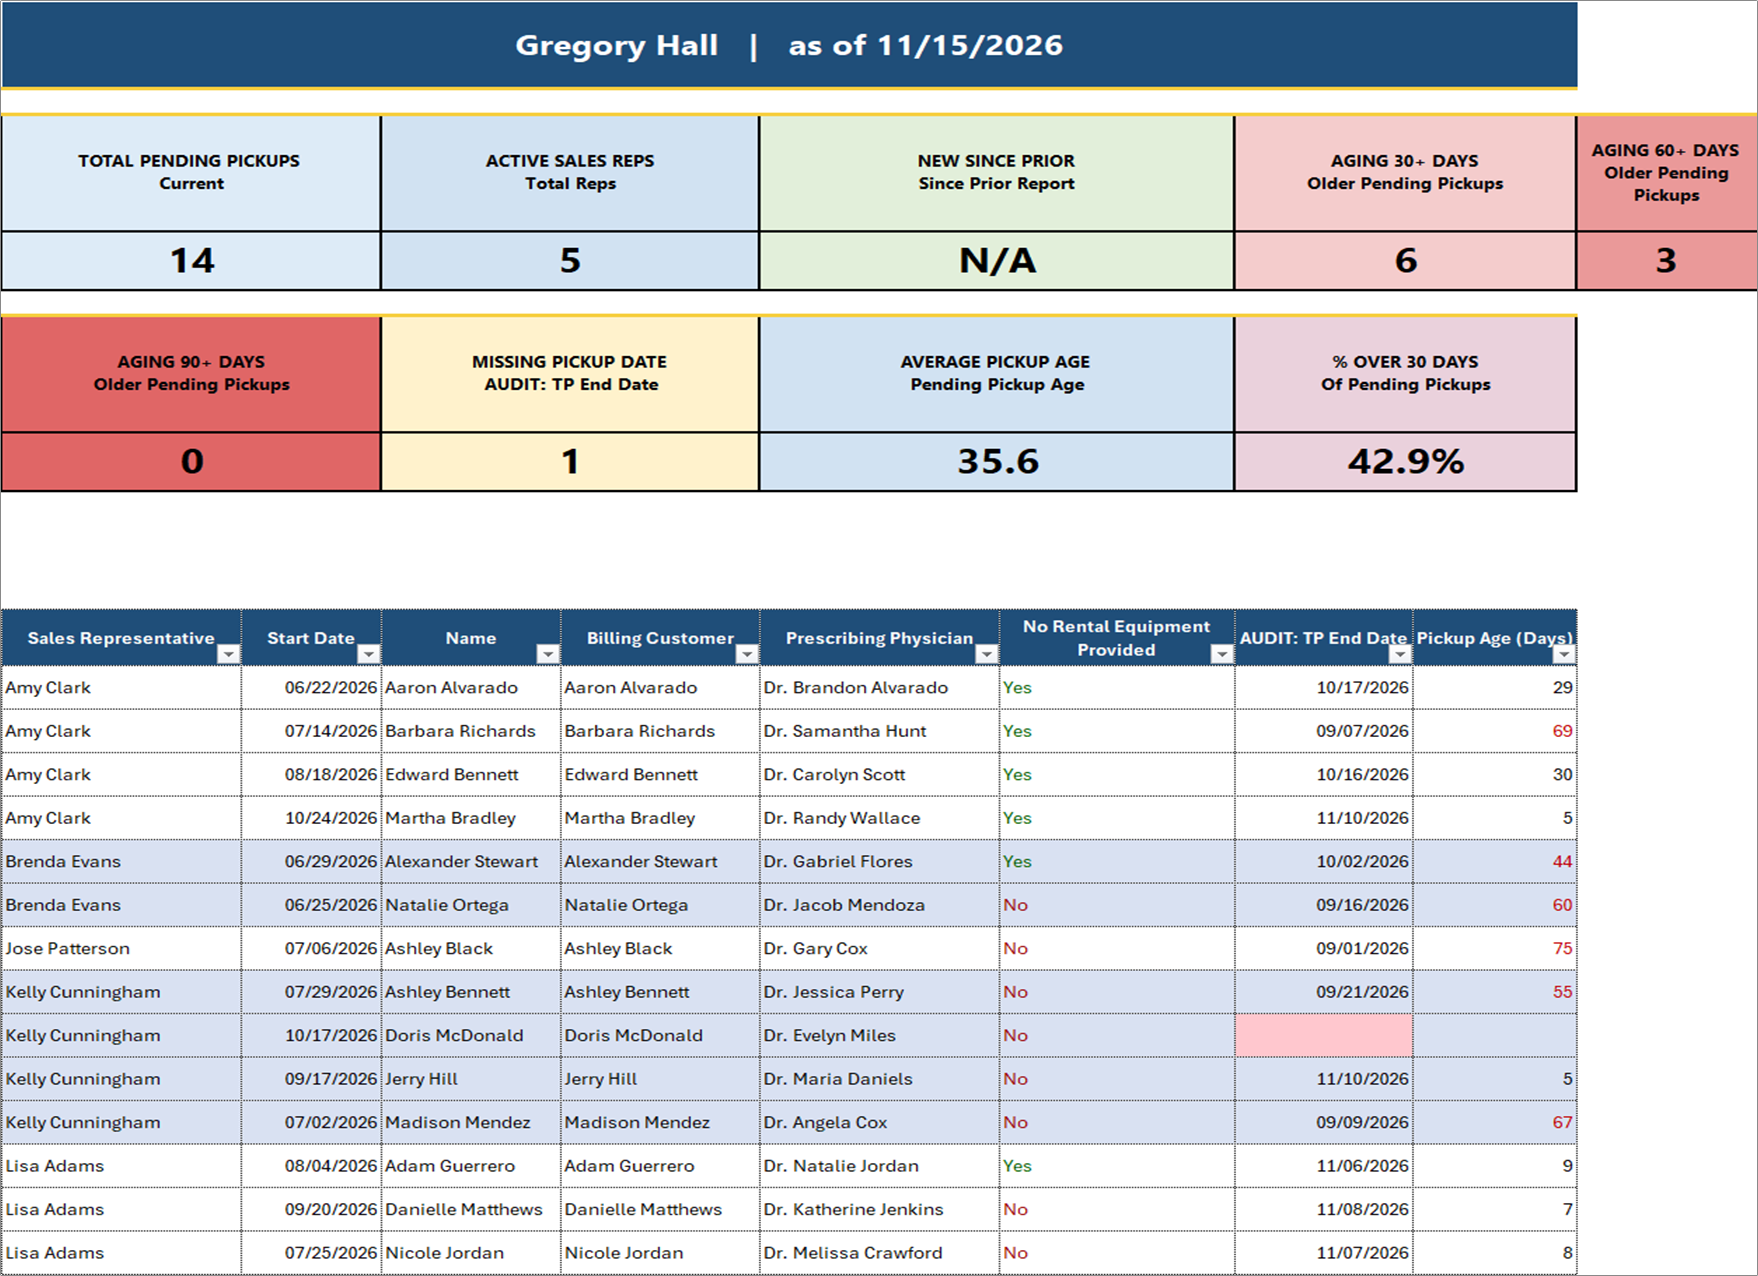 Gregory Hall | as of 11/15/2026
TOTAL PENDING PICKUPS
Current
ACTIVE SALES REPS
Total Reps
NEW SINCE PRIOR
Since Prior Report
AGING 30+ DAYS
Older Pending Pickups
AGING 60+ DAYS
Older Pending
Pickups
14 5 N/A 6 3
AGING 90+ DAYS
Older Pending Pickups
MISSING PICKUP DATE
AUDIT: TP End Date
AVERAGE PICKUP AGE
Pending Pickup Age
% OVER 30 DAYS
Of Pending Pickups
0 1 35.6 42.9%
Sales Representative Start Date Name Billing Customer Prescribing Physician No Rental Equipment Provided AUDIT: TP End Date Pickup Age (Days)
Amy Clark 06/22/2026 Aaron Alvarado Aaron Alvarado Dr. Brandon Alvarado Yes 10/17/2026 29
Amy Clark 07/14/2026 Barbara Richards Barbara Richards Dr. Samantha Hunt Yes 09/07/2026 69
Amy Clark 08/18/2026 Edward Bennett Edward Bennett Dr. Carolyn Scott Yes 10/16/2026 30
Amy Clark 10/24/2026 Martha Bradley Martha Bradley Dr. Randy Wallace Yes 11/10/2026 5
Brenda Evans 06/29/2026 Alexander Stewart Alexander Stewart Dr. Gabriel Flores Yes 10/02/2026 44
Brenda Evans 06/25/2026 Natalie Ortega Natalie Ortega Dr. Jacob Mendoza No 09/16/2026 60
Jose Patterson 07/06/2026 Ashley Black Ashley Black Dr. Gary Cox No 09/01/2026 75
Kelly Cunningham 07/29/2026 Ashley Bennett Ashley Bennett Dr. Jessica Perry No 09/21/2026 55
Kelly Cunningham 10/17/2026 Doris McDonald Doris McDonald Dr. Evelyn Miles No
Kelly Cunningham 09/17/2026 Jerry Hill Jerry Hill Dr. Maria Daniels No 11/10/2026 5
Kelly Cunningham 07/02/2026 Madison Mendez Madison Mendez Dr. Angela Cox No 09/09/2026 67
Lisa Adams 08/04/2026 Adam Guerrero Adam Guerrero Dr. Natalie Jordan Yes 11/06/2026 9
Lisa Adams 09/20/2026 Danielle Matthews Danielle Matthews Dr. Katherine Jenkins No 11/08/2026 7
Lisa Adams 07/25/2026 Nicole Jordan Nicole Jordan Dr. Melissa Crawford No 11/07/2026 8